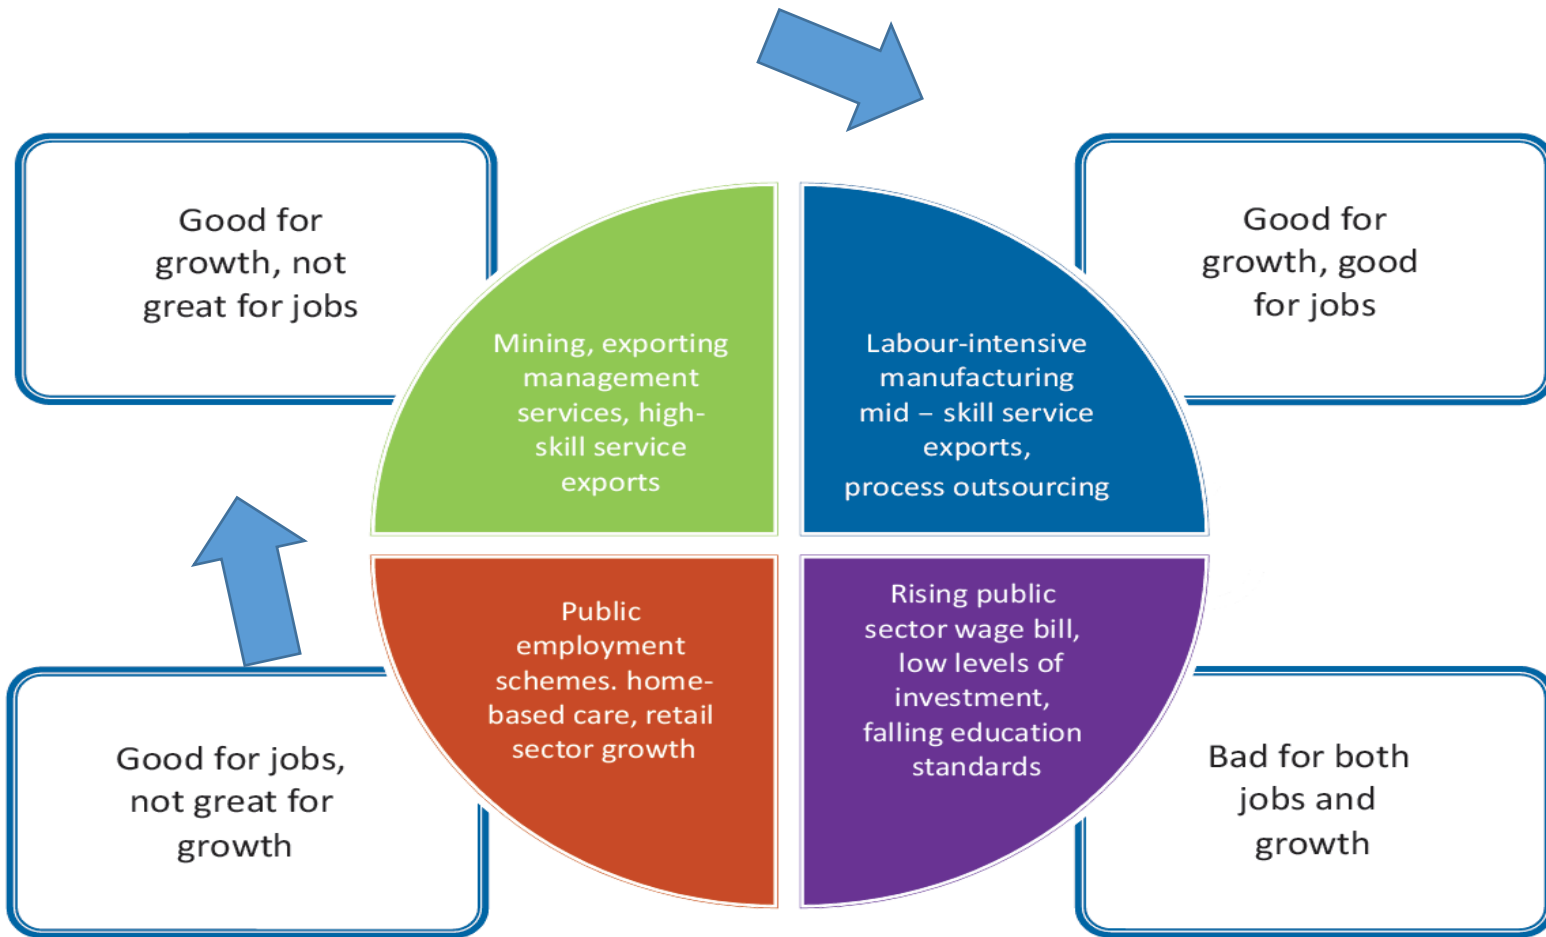 Good for
growth, not
great for jobs
Good for
growth, good
for jobs
Mining, exporting
management
services, high-
skill service
exports
Labour-intensive
manufacturing
mid – skill service
exports,
process outsourcing
Public
employment
schemes. home-
based care, retail
sector growth
Rising public
sector wage bill,
low levels of
investment,
falling education
standards
Good for jobs,
not great for
growth
Bad for both
jobs and
growth